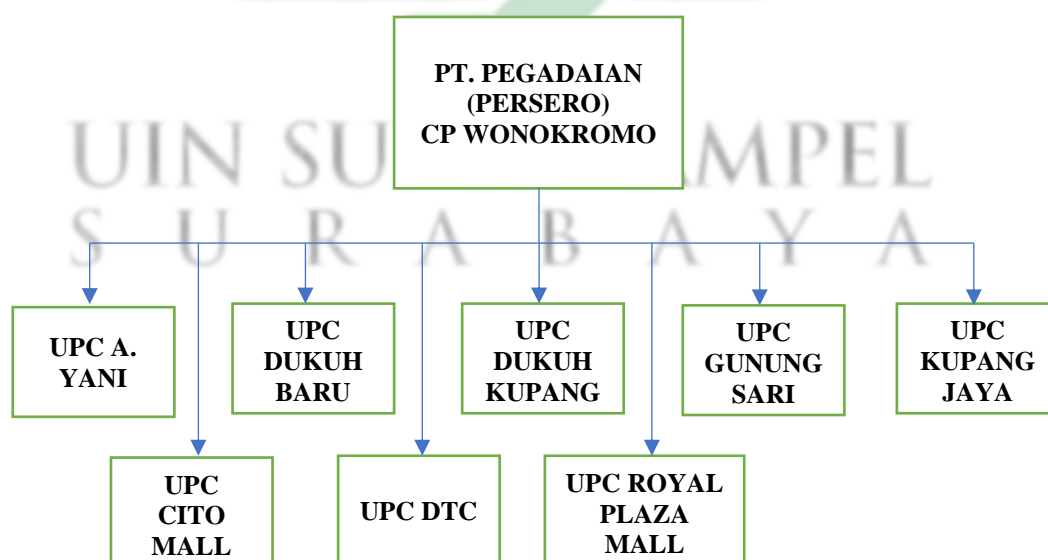 PT. PEGADAIAN
(PERSERO)
CP WONOKROMO
UIN SU AMPEL
S U R A B A Y A
UPC A.
YANI
UPC
DUKUH
BARU
UPC
DUKUH
KUPANG
UPC
GUNUNG
SARI
UPC
KUPANG
JAYA
UPC
CITO
MALL
UPC DTC
UPC ROYAL
PLAZA
MALL